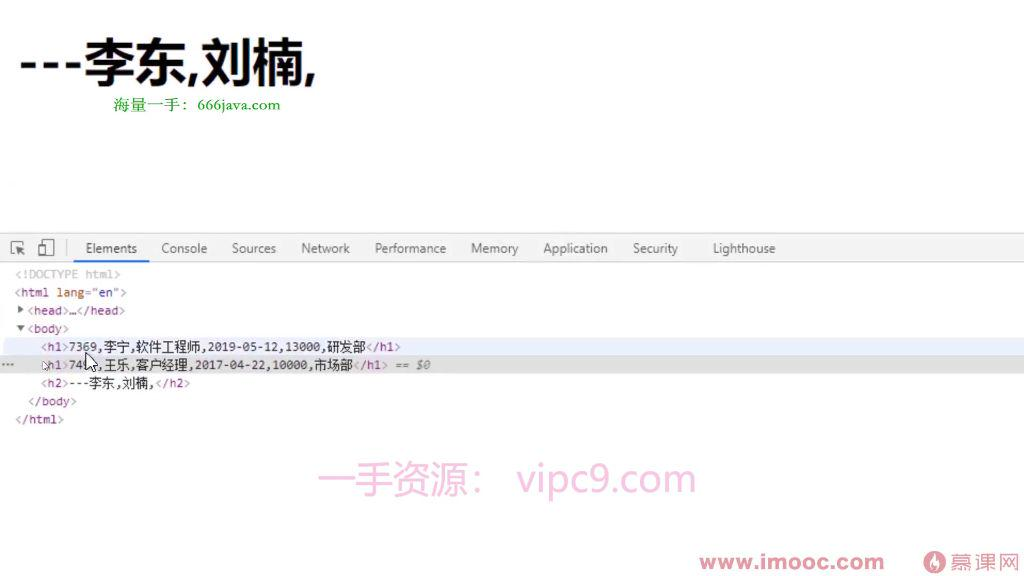 ---李东,刘楠,
海量一手：666java.com
Elements Console Sources Network Performance Memory Application Security Lighthouse
<!DOCTYPE html>
<html lang="en">
<head>…</head>
<body>
<h1>7369,李宁,软件工程师,2019-05-12,13000,研发部</h1>
王乐,客户经理,2017-04-22,10000,市场部</h1> == $0
<h2>---李东,刘楠,</h2>
</body>
</html>
一手资源： vipc9.com
www.imooc.com 慕课网